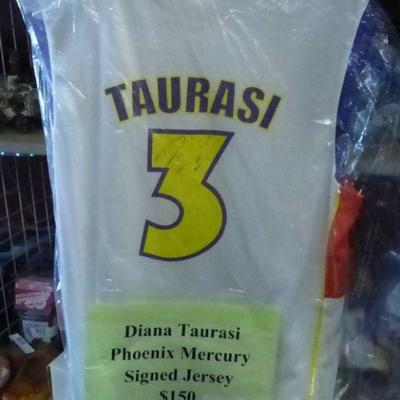 TAURASI
3
Diana Taurasi
Phoenix Mercury
Signed Jersey
$150